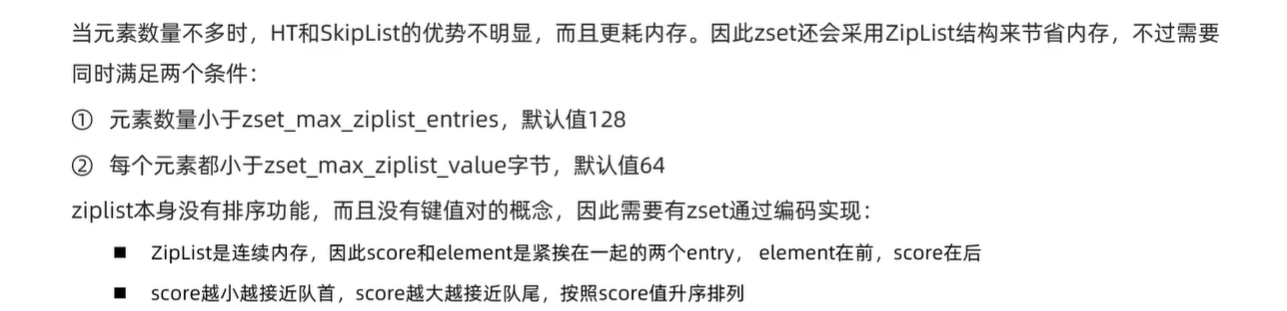 当元素数量不多时，HT和SkipList的优势不明显，而且更耗内存。因此zset还会采用ZipList结构来节省内存，不过需要
同时满足两个条件：
① 元素数量小于zset_max_ziplist_entries，默认值128
② 每个元素都小于zset_max_ziplist_value字节，默认值64
ziplist本身没有排序功能，而且没有键值对的概念，因此需要有zset通过编码实现：
■ ZipList是连续内存，因此score和element是紧挨在一起的两个entry， element在前，score在后
■ score越小越接近队首，score越大越接近队尾，按照score值升序排列